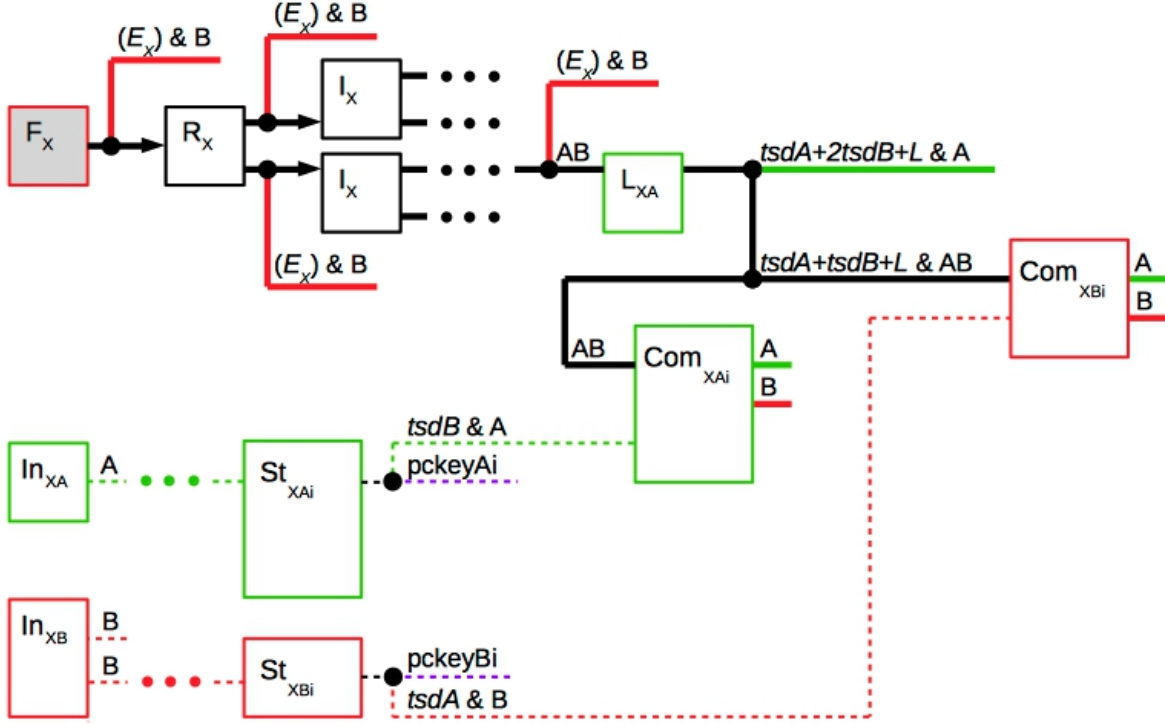 (Ex) & B
(Ex) & B
(Ex) & B
Fx
Rx
Ix
Ix
AB
LXA
tsdA+2tsdB+L & A
(Ex) & B
tsdA+tsdB+L & AB
ComXBi
A
B
AB
ComXAi
A
B
tsdB & A
InXA
A
StXAi
pckeyAi
InXB
B
B
StXBi
pckeyBi
tsdA & B